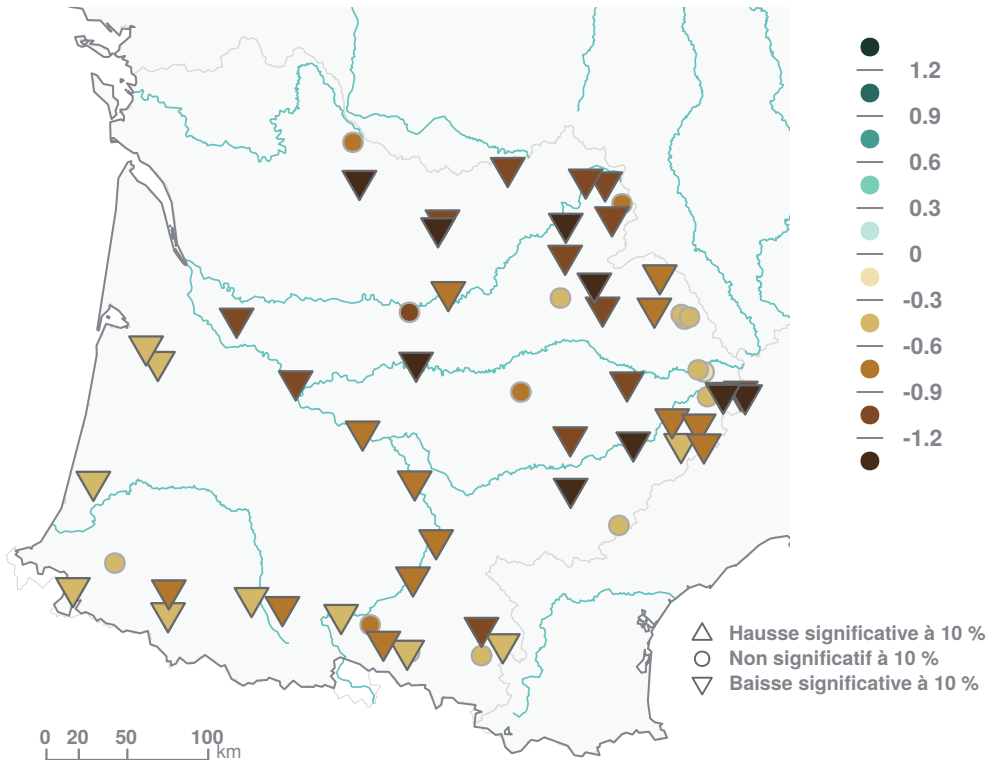 1.2
0.9
0.6
0.3
0
-0.3
-0.6
-0.9
-1.2
Hausse significative à 10 %
Non significatif à 10 %
Baisse significative à 10 %
0 20 50 100 km